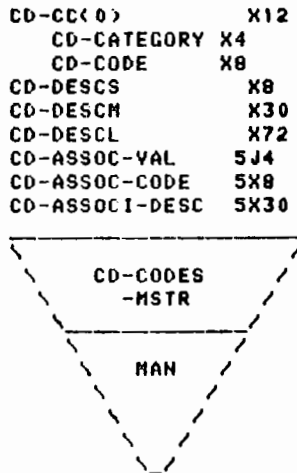 CD-CC(0) X12
CD-CATEGORY X4
CD-CODE X8
CD-DESCS X8
CD-DESCM X30
CD-DESCL X72
CD-ASSOC-VAL 5J4
CD-ASSOC-CODE 5X8
CD-ASSOCI-DESC 5X30
CD-CODES
-MSTR
MAN